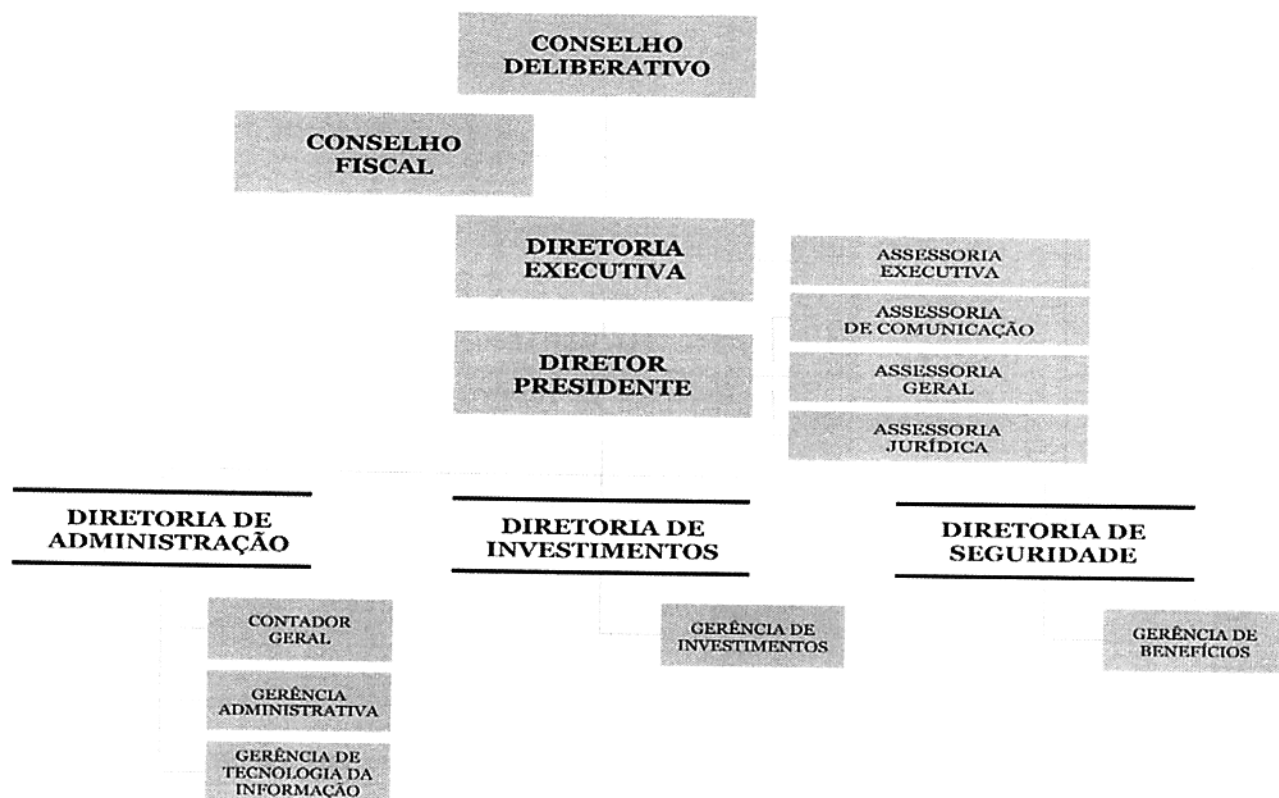 CONSELHO
DELIBERATIVO
CONSELHO
FISCAL
DIRETORIA
EXECUTIVA
ASSESSORIA
EXECUTIVA
ASSESSORIA
DE COMUNICAÇÃO
DIRETOR
PRESIDENTE
ASSESSORIA
GERAL
ASSESSORIA
JURÍDICA
DIRETORIA DE
ADMINISTRAÇÃO
DIRETORIA DE
INVESTIMENTOS
DIRETORIA DE
SEGURIDADE
CONTADOR
GERAL
GERÊNCIA
ADMINISTRATIVA
GERÊNCIA DE
TECNOLOGIA DA
INFORMAÇÃO
GERÊNCIA DE
INVESTIMENTOS
GERÊNCIA DE
BENEFÍCIOS